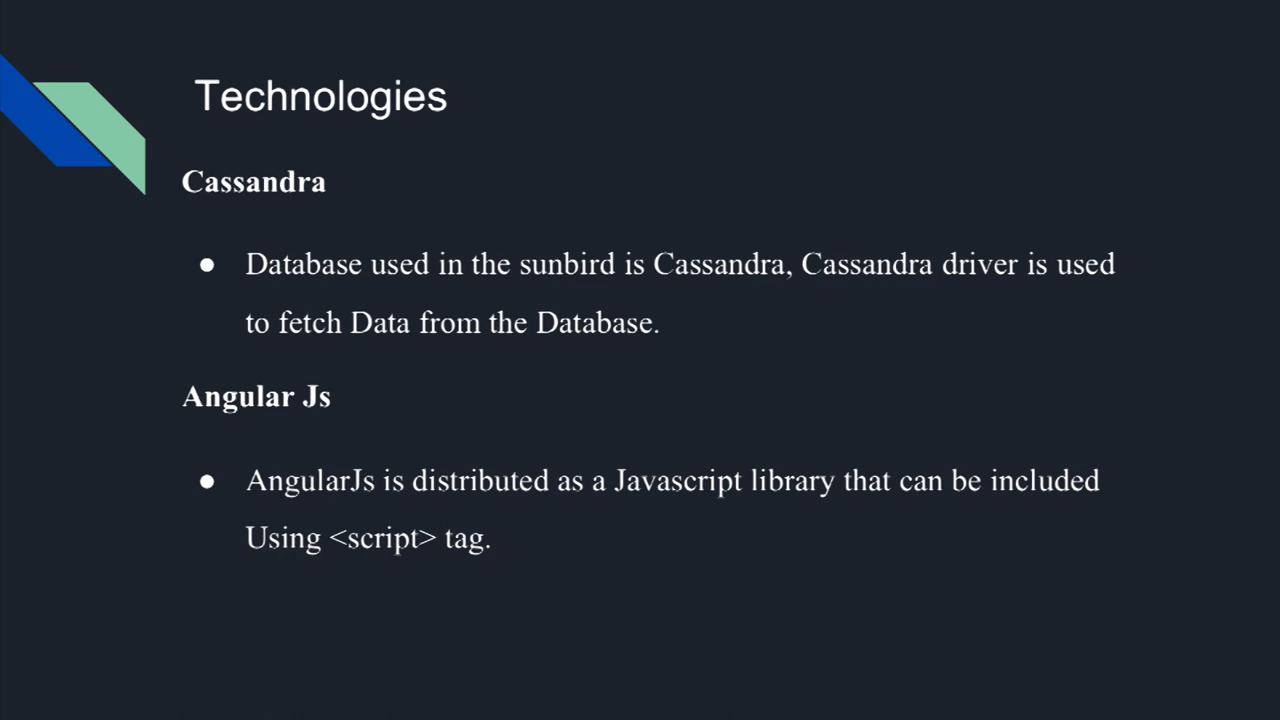 Technologies
Cassandra
● Database used in the sunbird is Cassandra, Cassandra driver is used
to fetch Data from the Database.
Angular Js
● AngularJs is distributed as a Javascript library that can be included
Using <script> tag.